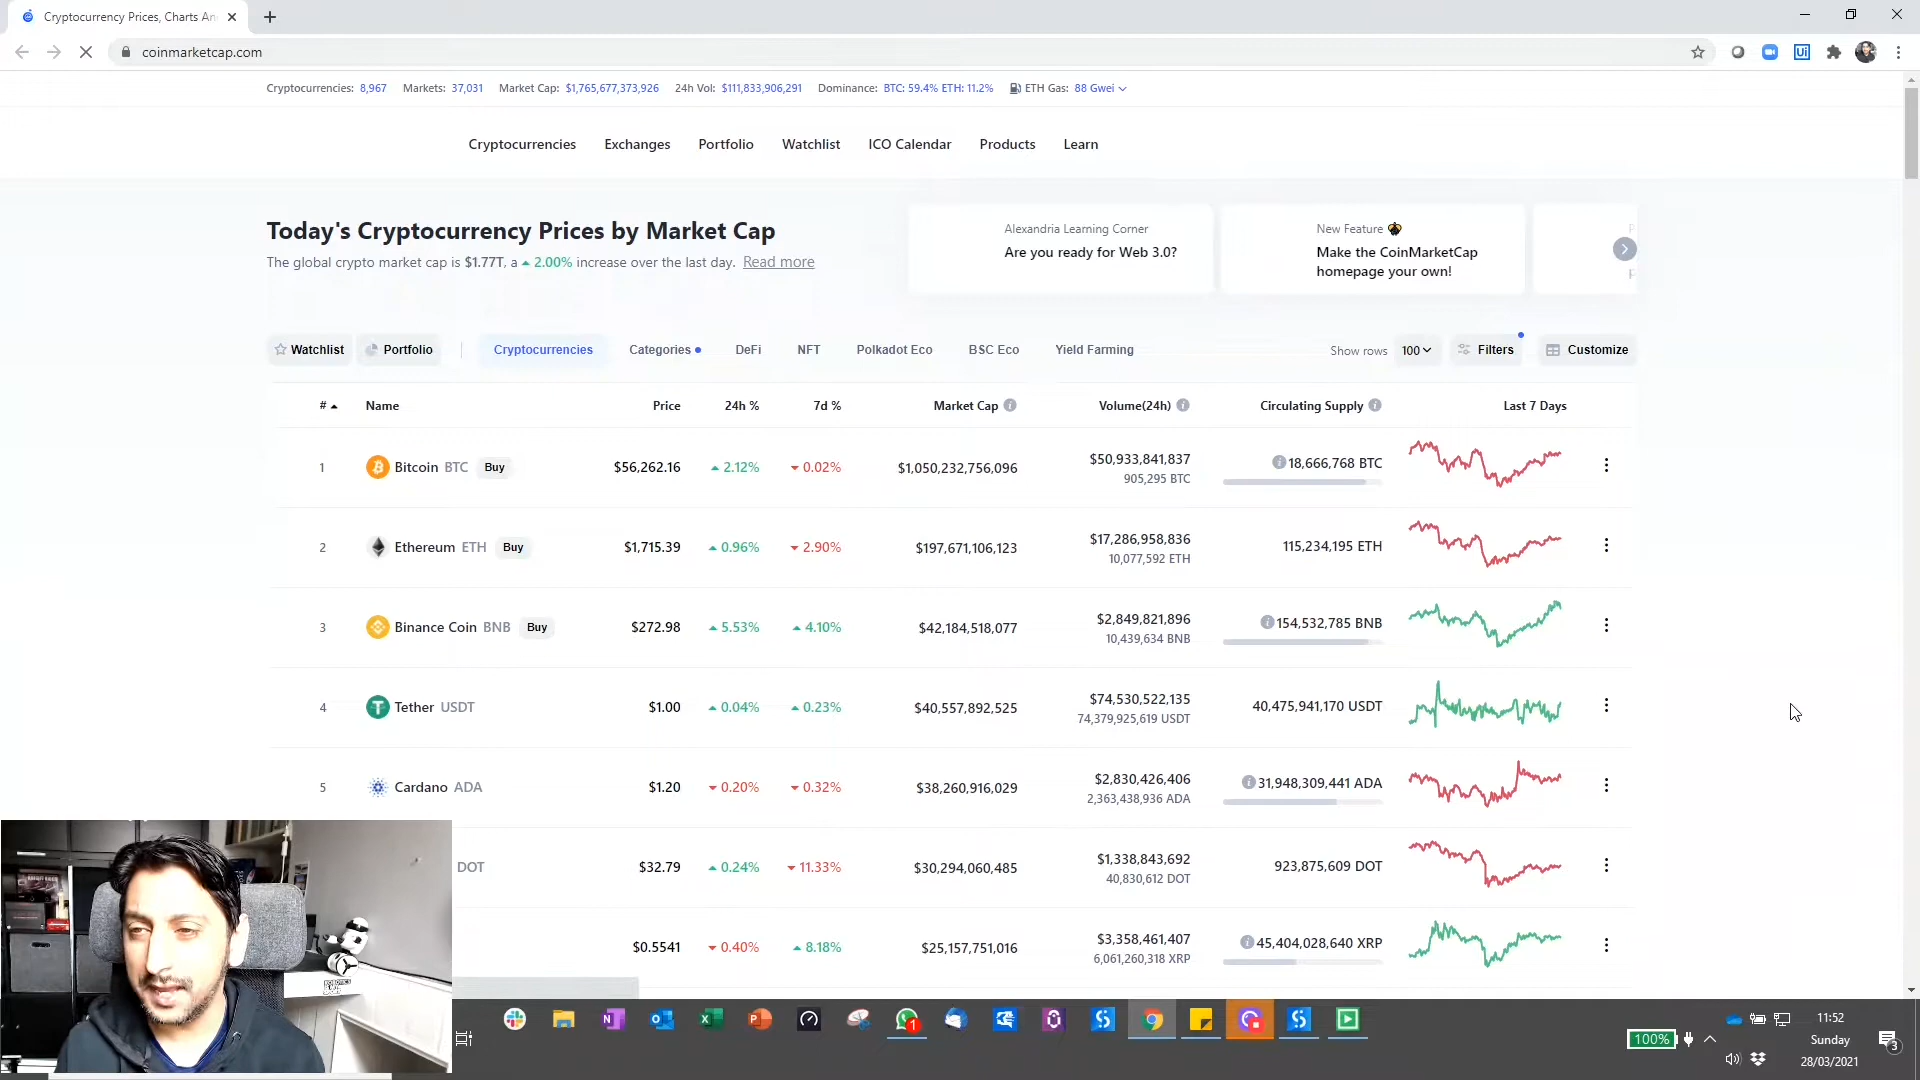 Cryptocurrency Prices, Charts An
coinmarketcap.com
Cryptocurrencies: 8,967 Markets: 37,031 Market Cap: $1,765,677,373,926 24h Vol: $111,833,906,291 Dominance: BTC: 59.4% ETH: 11.2% ETH Gas: 88 Gwei
Cryptocurrencies Exchanges Portfolio Watchlist ICO Calendar Products Learn
Today's Cryptocurrency Prices by Market Cap
The global crypto market cap is $1.77T, a 2.00% increase over the last day. Read more
Alexandria Learning Corner
Are you ready for Web 3.0?
New Feature
Make the CoinMarketCap
homepage your own!
Watchlist Portfolio Cryptocurrencies Categories DeFi NFT Polkadot Eco BSC Eco Yield Farming Show rows 100 Filters Customize
# Name Price 24h % 7d % Market Cap Volume(24h) Circulating Supply Last 7 Days
1 Bitcoin BTC Buy $56,262.16 2.12% 0.02% $1,050,232,756,096 $50,933,841,837 18,666,768 BTC
905,295 BTC
2 Ethereum ETH Buy $1,715.39 0.96% 2.90% $197,671,106,123 $17,286,958,836 115,234,195 ETH
10,077,592 ETH
3 Binance Coin BNB Buy $272.98 5.53% 4.10% $42,184,518,077 $2,849,821,896 154,532,785 BNB
10,439,634 BNB
4 Tether USDT $1.00 0.04% 0.23% $40,557,892,525 $74,530,522,135 40,475,941,170 USDT
74,379,925,619 USDT
5 Cardano ADA $1.20 0.20% 0.32% $38,260,916,029 $2,830,426,406 31,948,309,441 ADA
2,363,438,936 ADA
DOT $32.79 0.24% 11.33% $30,294,060,485 $1,338,843,692 923,875,609 DOT
40,830,612 DOT
$0.5541 0.40% 8.18% $25,157,751,016 $3,358,461,407 45,404,028,640 XRP
6,061,260,318 XRP
100%
11:52
Sunday
28/03/2021
3